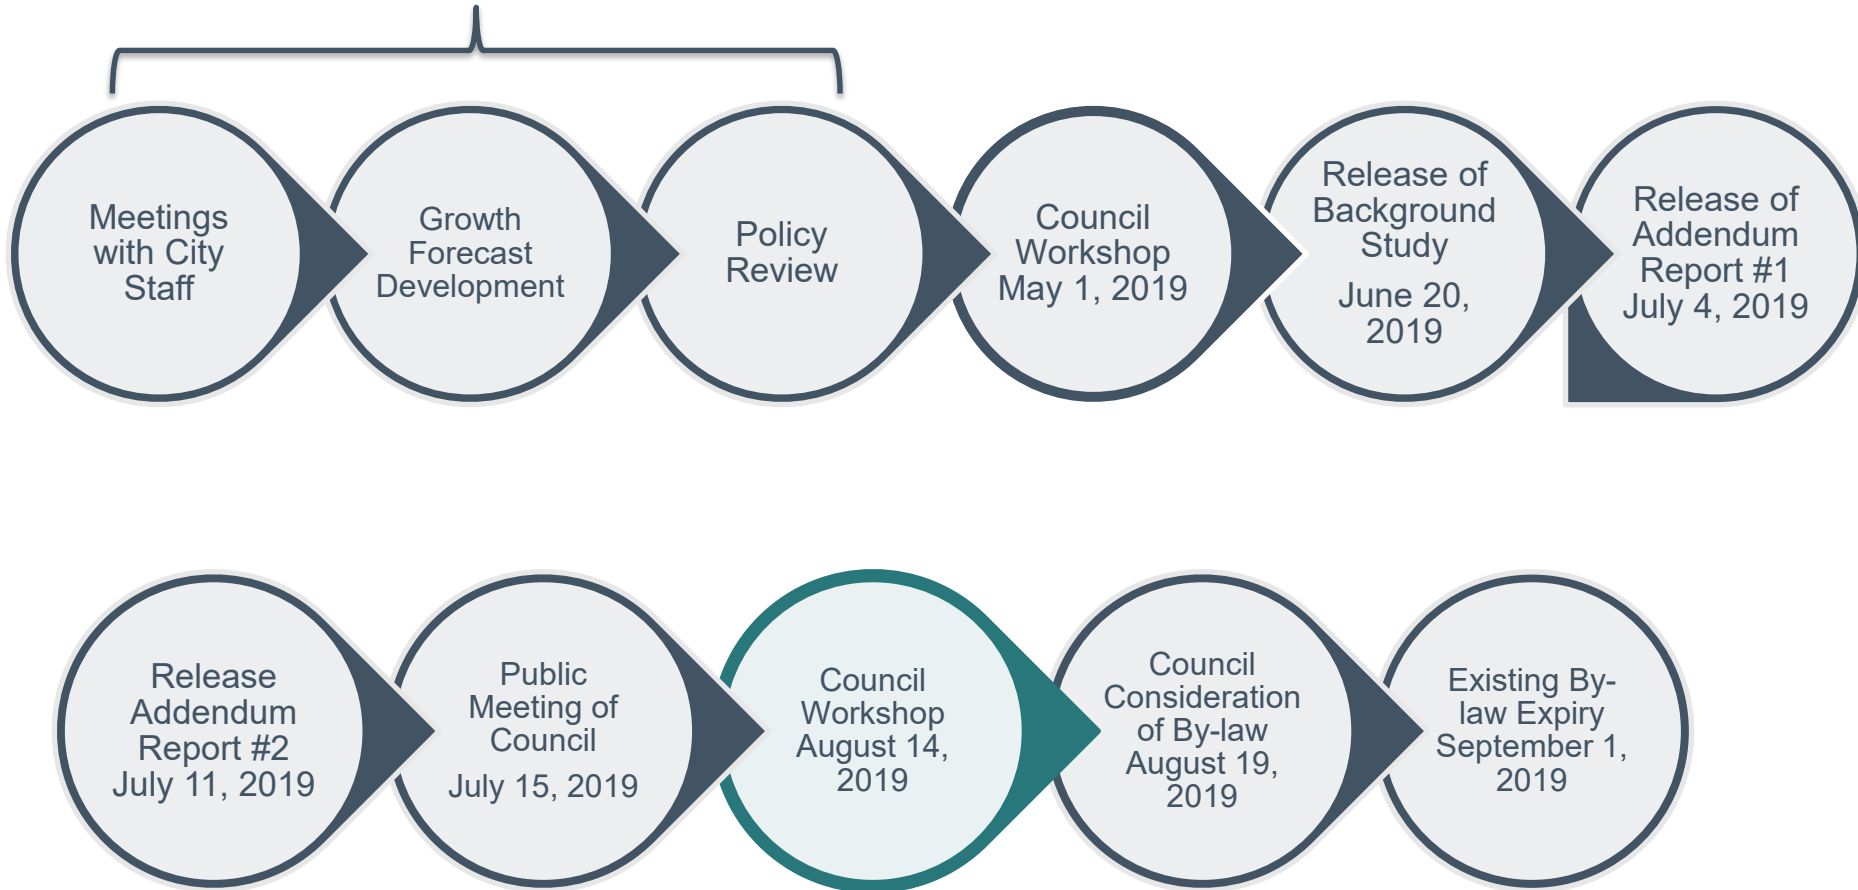 Meetings
with City
Staff
Growth
Forecast
Development
Policy
Review
Council
Workshop
May 1, 2019
Release of
Background
Study
June 20,
2019
Release of
Addendum
Report #1
July 4, 2019
Release
Addendum
Report #2
July 11, 2019
Public
Meeting of
Council
July 15, 2019
Council
Workshop
August 14,
2019
Council
Consideration
of By-law
August 19,
2019
Existing By-
law Expiry
September 1,
2019